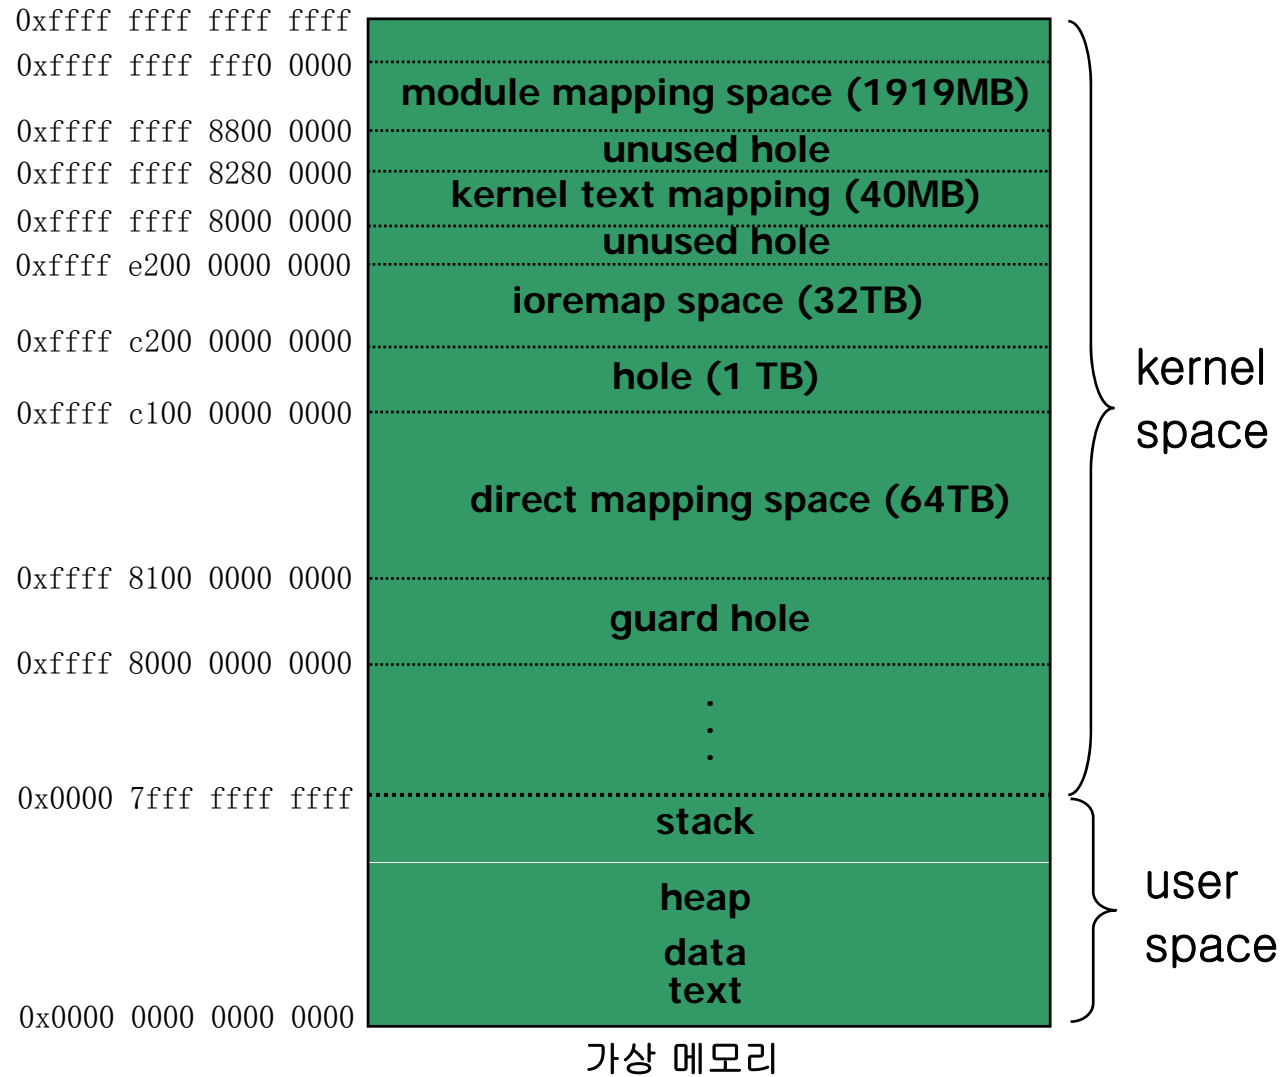 0xffff ffff ffff ffff
0xffff ffff fff0 0000
module mapping space (1919MB)
0xffff ffff 8800 0000
unused hole
0xffff ffff 8280 0000
kernel text mapping (40MB)
0xffff ffff 8000 0000
unused hole
0xffff e200 0000 0000
ioremap space (32TB)
0xffff c200 0000 0000
hole (1 TB)
kernel
space
0xffff c100 0000 0000
direct mapping space (64TB)
0xffff 8100 0000 0000
guard hole
0xffff 8000 0000 0000
.
.
.
0x0000 7fff ffff ffff
stack
heap
user
space
data
text
0x0000 0000 0000 0000
가상 메모리